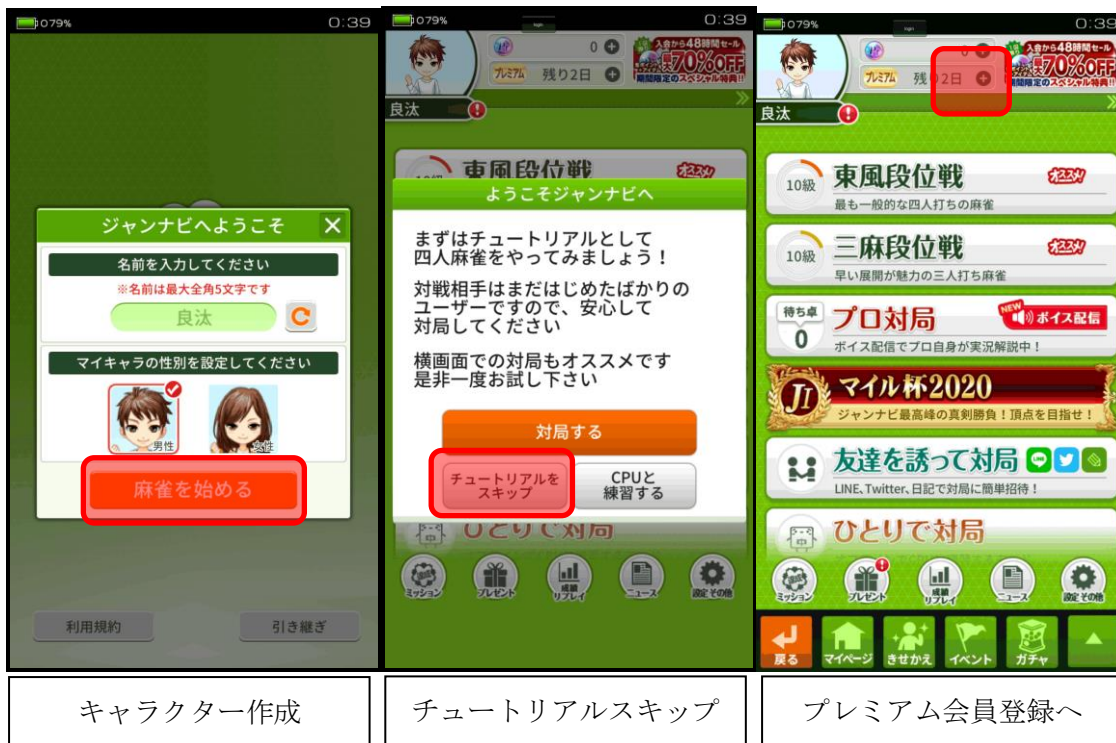 079%
0:39
ジャンナビへようこそ
名前を入力してください
※名前は最大全角5文字です
良汰
マイキャラの性別を設定してください
男性
女性
麻雀を始める
利用規約
引き継ぎ
キャラクター作成
079%
0:39
0
プレミアム
残り2日
入会から48時間セール
最大70%OFF
期間限定のスペシャル特典!!
良汰
東風段位戦
オススメ
ようこそジャンナビへ
まずはチュートリアルとして
四人麻雀をやってみましょう！
対戦相手はまだはじめたばかりの
ユーザーですので、安心して
対局してください
横画面での対局もオススメです
是非一度お試し下さい
対局する
チュートリアルを
スキップ
CPUと
練習する
ひとりで対局
ミッション
プレゼント
成績
リプレイ
ニュース
設定 その他
チュートリアルスキップ
079%
0:39
0
プレミアム
残り2日
入会から48時間セール
最大70%OFF
期間限定のスペシャル特典!!
良汰
10級
東風段位戦
オススメ
最も一般的な四人打ちの麻雀
10級
三麻段位戦
オススメ
早い展開が魅力の三人打ち麻雀
待ち卓
0
プロ対局
NEW
ボイス配信
ボイス配信でプロ自身が実況解説中！
JI
マイル杯2020
ジャンナビ最高峰の真剣勝負！頂点を目指せ！
友達を誘って対局
LINE
LINE、Twitter、日記で対局に簡単招待！
ひとりで対局
ミッション
プレゼント
成績
リプレイ
ニュース
設定 その他
戻る
マイページ
きせかえ
イベント
ガチャ
プレミアム会員登録へ